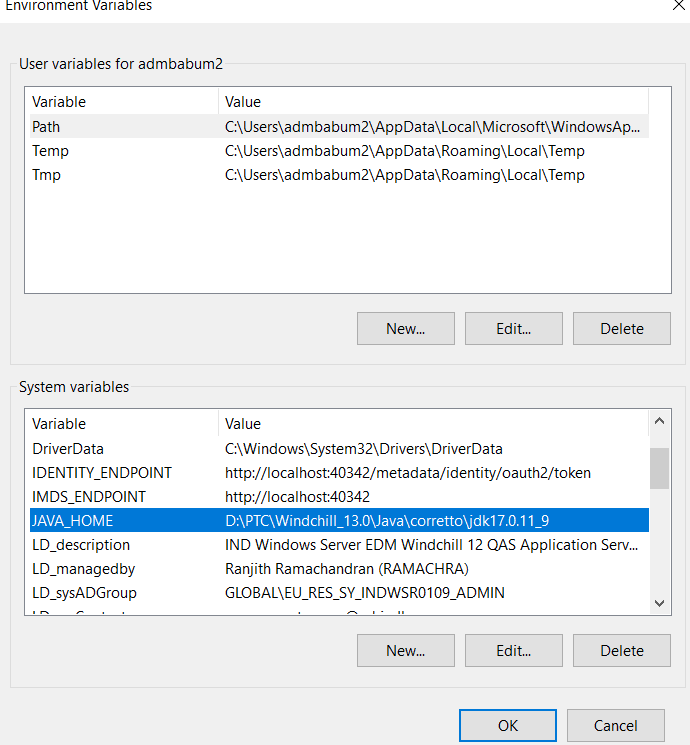 Environment Variables
User variables for admbabum2
Variable Value
Path C:\Users\admbabum2\AppData\Local\Microsoft\WindowsAp...
Temp C:\Users\admbabum2\AppData\Roaming\Local\Temp
Tmp C:\Users\admbabum2\AppData\Roaming\Local\Temp
New... Edit... Delete
System variables
Variable Value
DriverData C:\Windows\System32\Drivers\DriverData
IDENTITY_ENDPOINT http://localhost:40342/metadata/identity/oauth2/token
IMDS_ENDPOINT http://localhost:40342
JAVA_HOME D:\PTC\Windchill_13.0\Java\corretto\jdk17.0.11_9
LD_description IND Windows Server EDM Windchill 12 QAS Application Serv...
LD_managedby Ranjith Ramachandran (RAMACHRA)
LD_sysADGroup GLOBAL\EU_RES_SY_INDWSR0109_ADMIN
New... Edit... Delete
OK Cancel